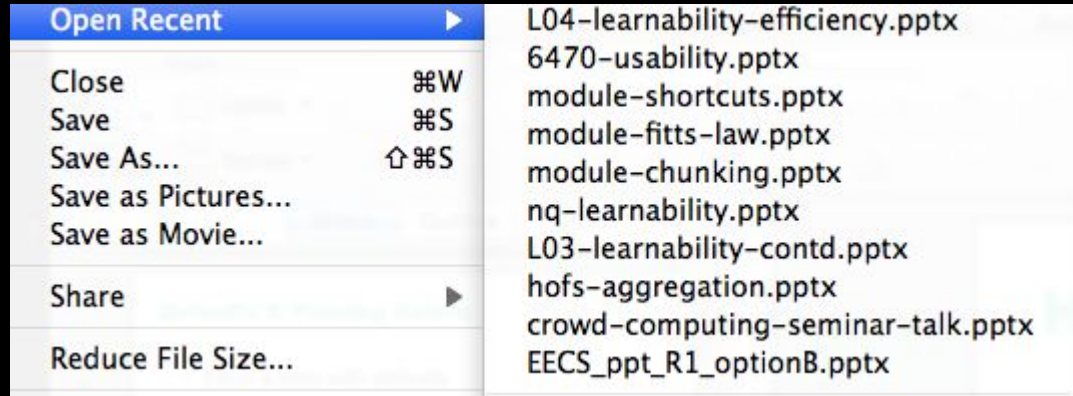 Open Recent
Close ⌘W
Save ⌘S
Save As... ⇧⌘S
Save as Pictures...
Save as Movie...
Share
Reduce File Size...
L04-learnability-efficiency.pptx
6470-usability.pptx
module-shortcuts.pptx
module-fitts-law.pptx
module-chunking.pptx
nq-learnability.pptx
L03-learnability-contd.pptx
hofs-aggregation.pptx
crowd-computing-seminar-talk.pptx
EECS_ppt_R1_optionB.pptx